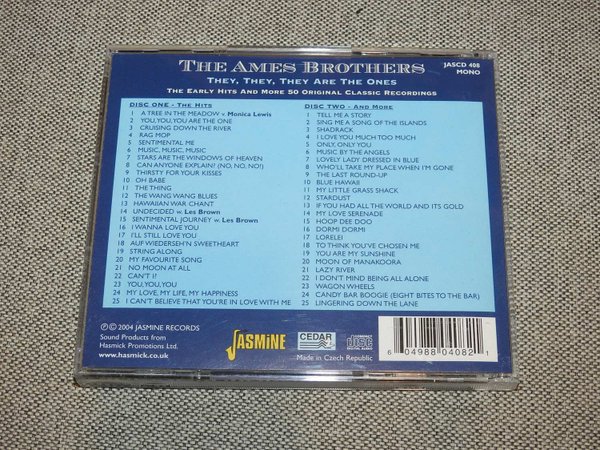 THE AMES BROTHERS
THEY, THEY, THEY ARE THE ONES
THE EARLY HITS AND MORE 50 ORIGINAL CLASSIC RECORDINGS
JASCD 408
MONO
DISC ONE - THE HITS
1 A TREE IN THE MEADOW v. Monica Lewis
2 YOU,YOU,YOU ARE THE ONE
3 CRUISING DOWN THE RIVER
4 RAG MOP
5 SENTIMENTAL ME
6 MUSIC, MUSIC, MUSIC
7 STARS ARE THE WINDOWS OF HEAVEN
8 CAN ANYONE EXPLAIN? (NO, NO, NO!)
9 THIRSTY FOR YOUR KISSES
10 OH BABE
11 THE THING
12 THE WANG WANG BLUES
13 HAWAIIAN WAR CHANT
14 UNDECIDED w. Les Brown
15 SENTIMENTAL JOURNEY w. Les Brown
16 I WANNA LOVE YOU
17 I'LL STILL LOVE YOU
18 AUF WIEDERSEH'N SWEETHEART
19 STRING ALONG
20 MY FAVOURITE SONG
21 NO MOON AT ALL
22 CAN'T I?
23 YOU,YOU,YOU
24 MY LOVE, MY LIFE, MY HAPPINESS
25 I CAN'T BELIEVE THAT YOU'RE IN LOVE WITH ME
DISC TWO - AND MORE
1 TELL ME A STORY
2 SING ME A SONG OF THE ISLANDS
3 SHADRACK
4 I LOVE YOU MUCH TOO MUCH
5 ONLY, ONLY YOU
6 MUSIC BY THE ANGELS
7 LOVELY LADY DRESSED IN BLUE
8 WHO'LL TAKE MY PLACE WHEN I'M GONE
9 THE LAST ROUND-UP
10 BLUE HAWAII
11 MY LITTLE GRASS SHACK
12 STARDUST
13 IF YOU HAD ALL THE WORLD AND ITS GOLD
14 MY LOVE SERENADE
15 HOOP DEE DOO
16 DORMI DORMI
17 LORELEI
18 TO THINK YOU'VE CHOSEN ME
19 YOU ARE MY SUNSHINE
20 MOON OF MANAKOORA
21 LAZY RIVER
22 I DON'T MIND BEING ALL ALONE
23 WAGON WHEELS
24 CANDY BAR BOOGIE (EIGHT BITES TO THE BAR)
25 LINGERING DOWN THE LANE
℗ © 2004 JASMINE RECORDS
Sound Products from
Hasmick Promotions Ltd.
www.hasmick.co.uk
JASMINE
CEDAR
Made in Czech Republic
COMPACT
disc
DIGITAL AUDIO
6 04988 04082 1